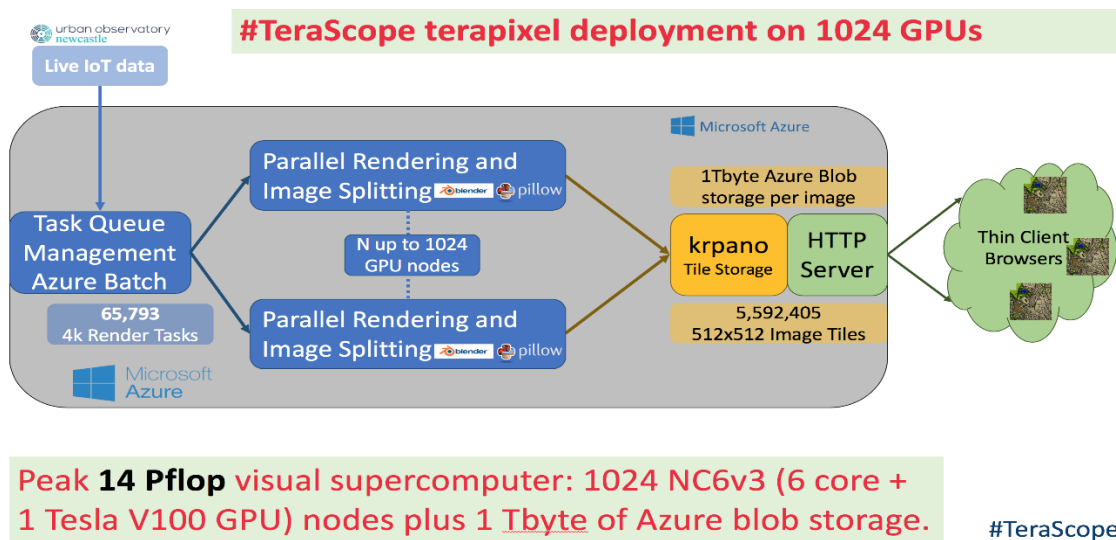 #TeraScope terapixel deployment on 1024 GPUs
urban observatory
newcastle
Live IoT data
Microsoft Azure
Parallel Rendering and
Image Splitting blender pillow
1Tbyte Azure Blob
storage per image
Task Queue
Management
Azure Batch
N up to 1024
GPU nodes
krpano
Tile Storage
HTTP
Server
Thin Client
Browsers
65,793
4k Render Tasks
Parallel Rendering and
Image Splitting blender pillow
5,592,405
512x512 Image Tiles
Microsoft
Azure
Peak 14 Pflop visual supercomputer: 1024 NC6v3 (6 core +
1 Tesla V100 GPU) nodes plus 1 Tbyte of Azure blob storage.
#TeraScope